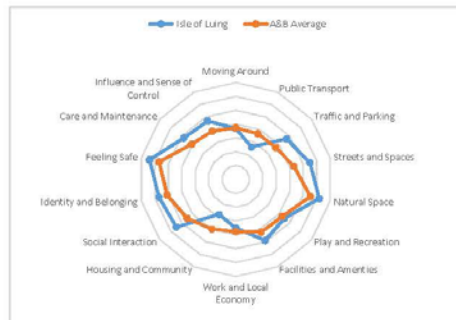 Isle of Luing
A&B Average
Moving Around
Public Transport
Traffic and Parking
Streets and Spaces
Natural Space
Play and Recreation
Facilities and Amenties
Work and Local
Economy
Housing and Community
Social Interaction
Identity and Belonging
Feeling Safe
Care and Maintenance
Influence and Sense of
Control